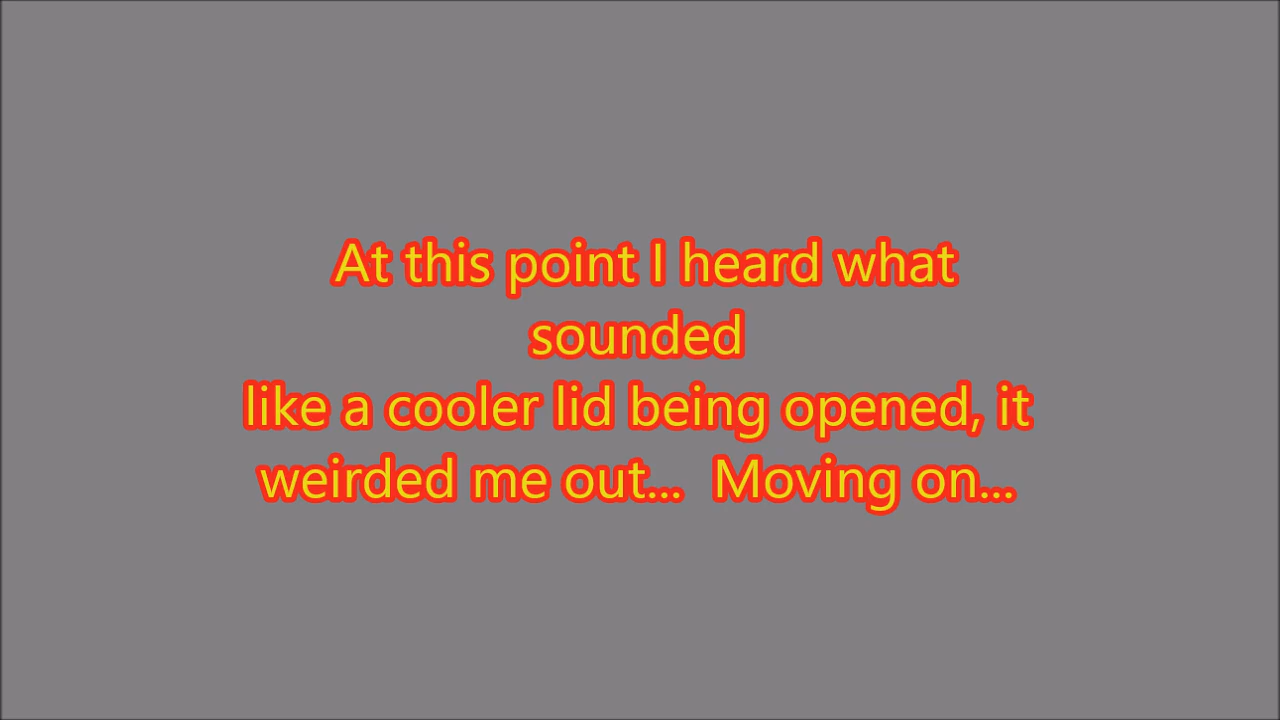 At this point I heard what
sounded
like a cooler lid being opened, it
weirded me out...  Moving on...